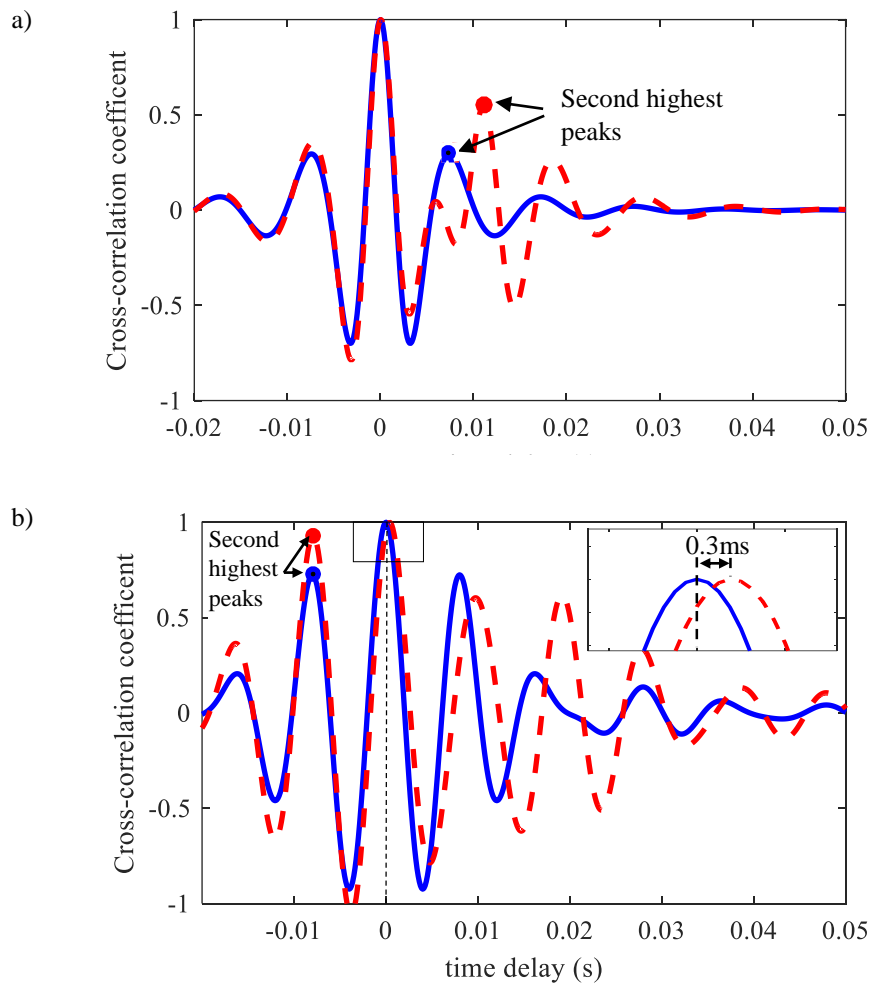 a)
Cross-correlation coefficent
1
0.5
0
-0.5
-1
Second highest
peaks
-0.02
-0.01
0
0.01
0.02
0.03
0.04
0.05
b)
Cross-correlation coefficent
1
0.5
0
-0.5
-1
Second
highest
peaks
0.3ms
-0.01
0
0.01
0.02
0.03
0.04
0.05
time delay (s)